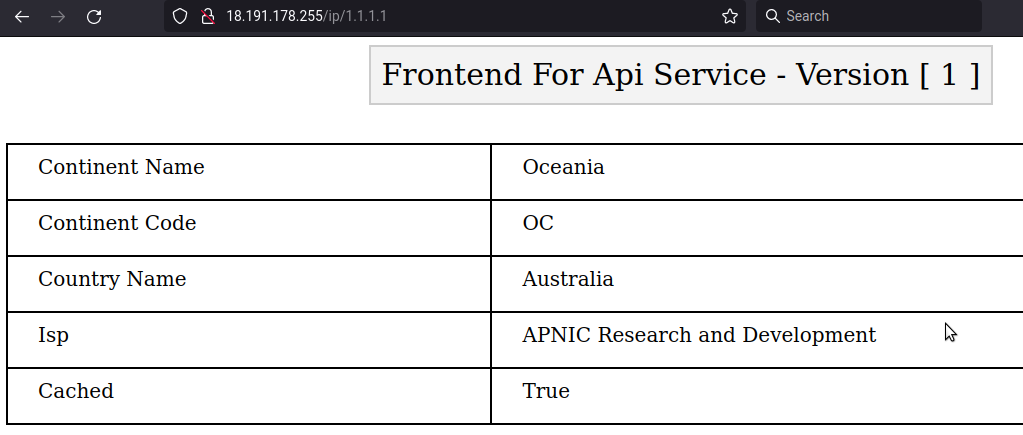 18.191.178.255/ip/1.1.1.1
Search
Frontend For Api Service - Version [ 1 ]
Continent Name Oceania
Continent Code OC
Country Name Australia
Isp APNIC Research and Development
Cached True